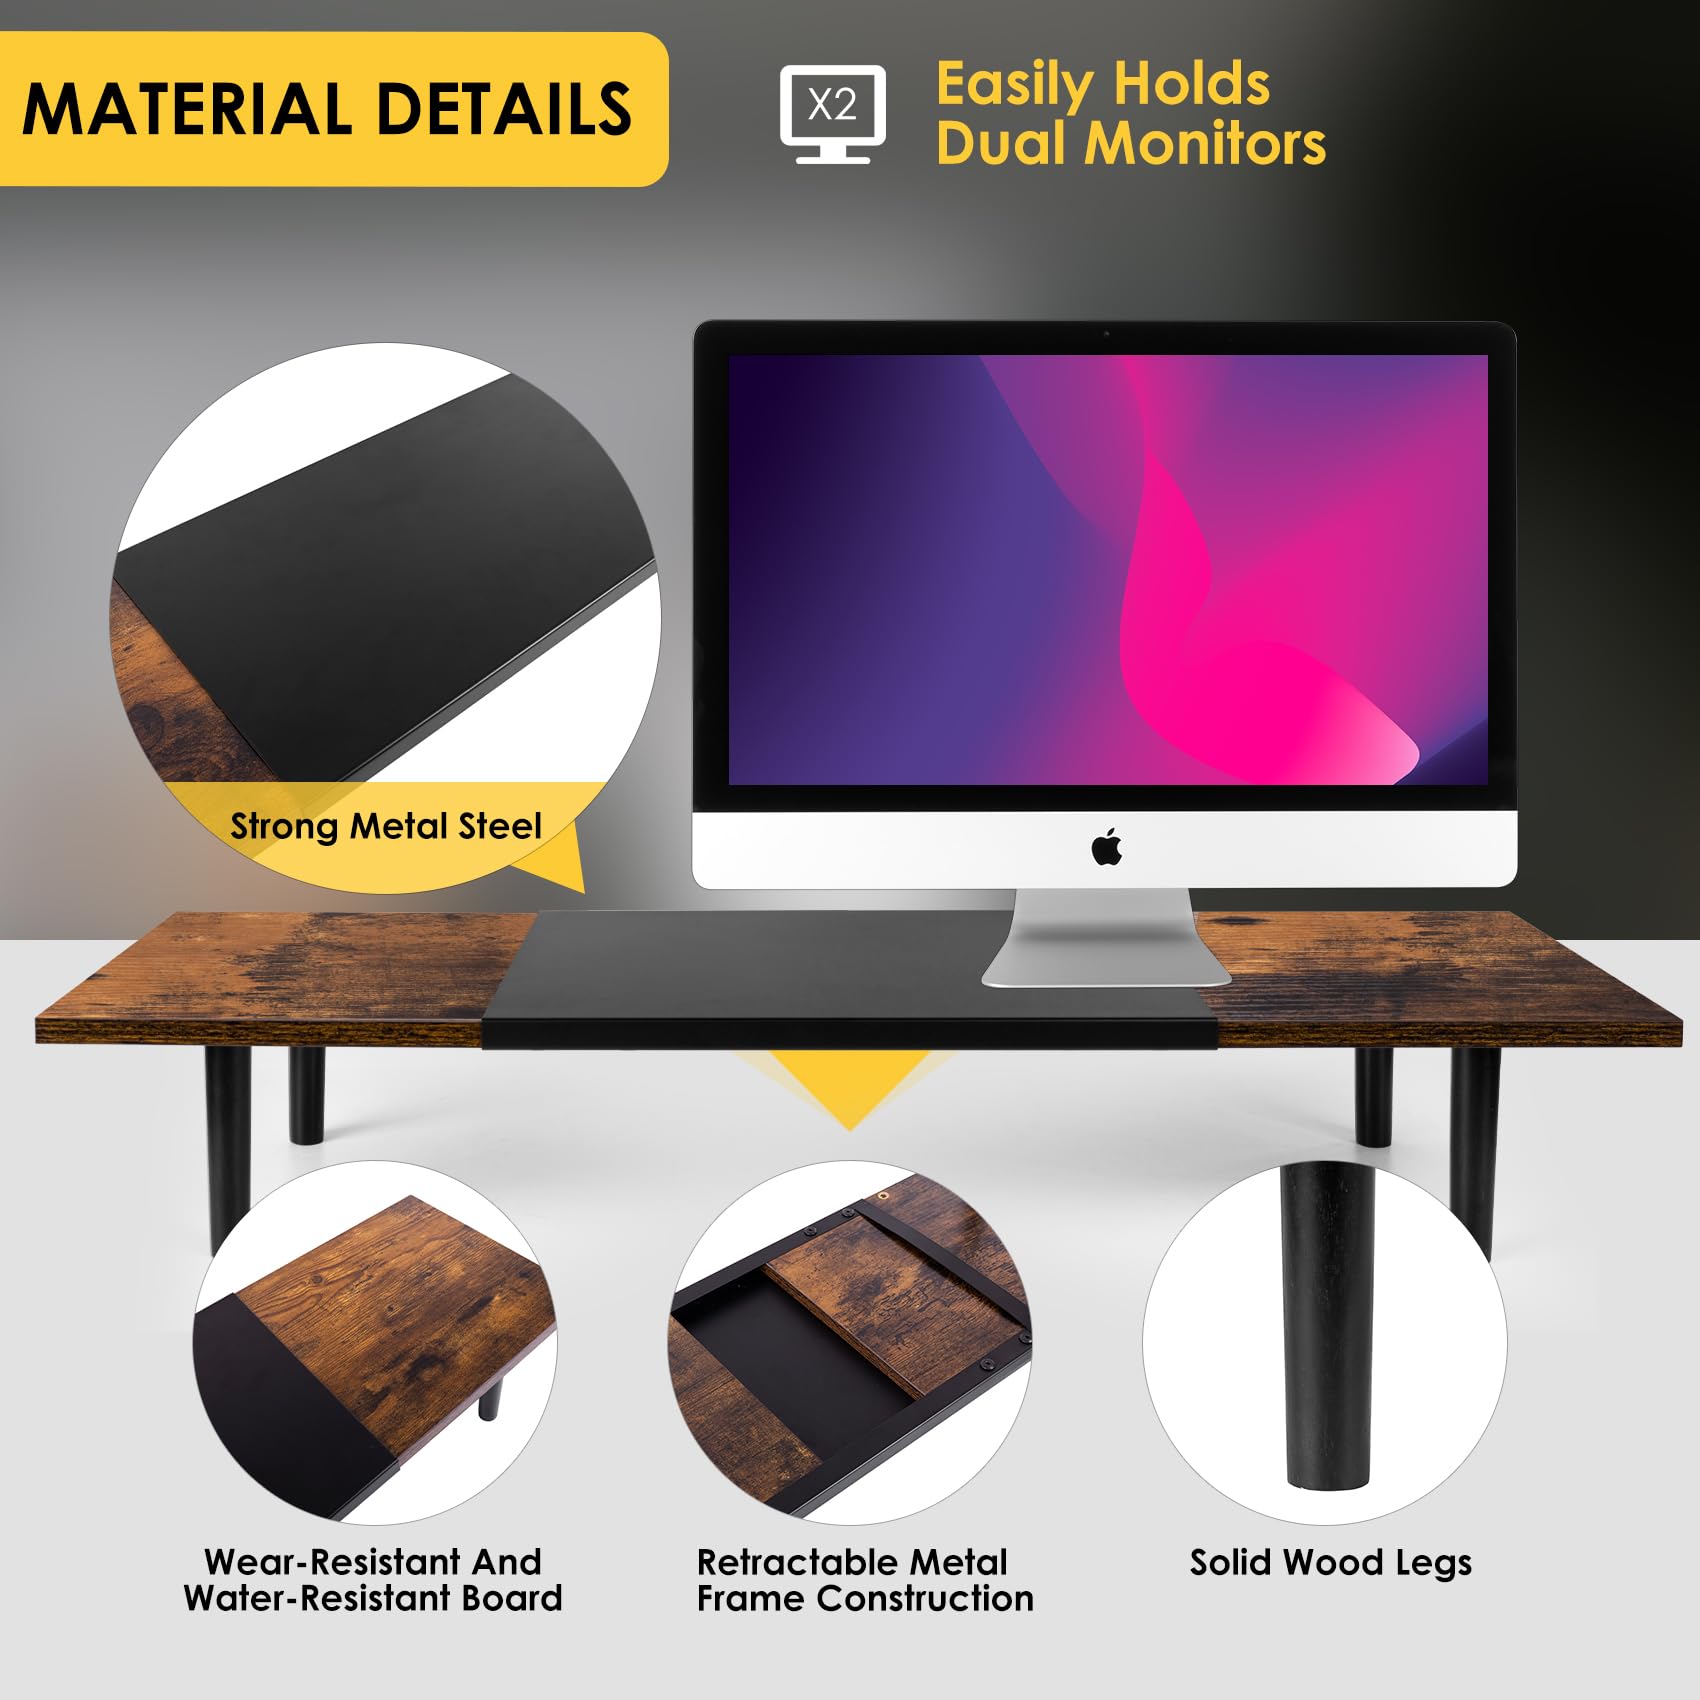 MATERIAL DETAILS
X2
Easily Holds
Dual Monitors
Strong Metal Steel
Wear-Resistant And
Water-Resistant Board
Retractable Metal
Frame Construction
Solid Wood Legs